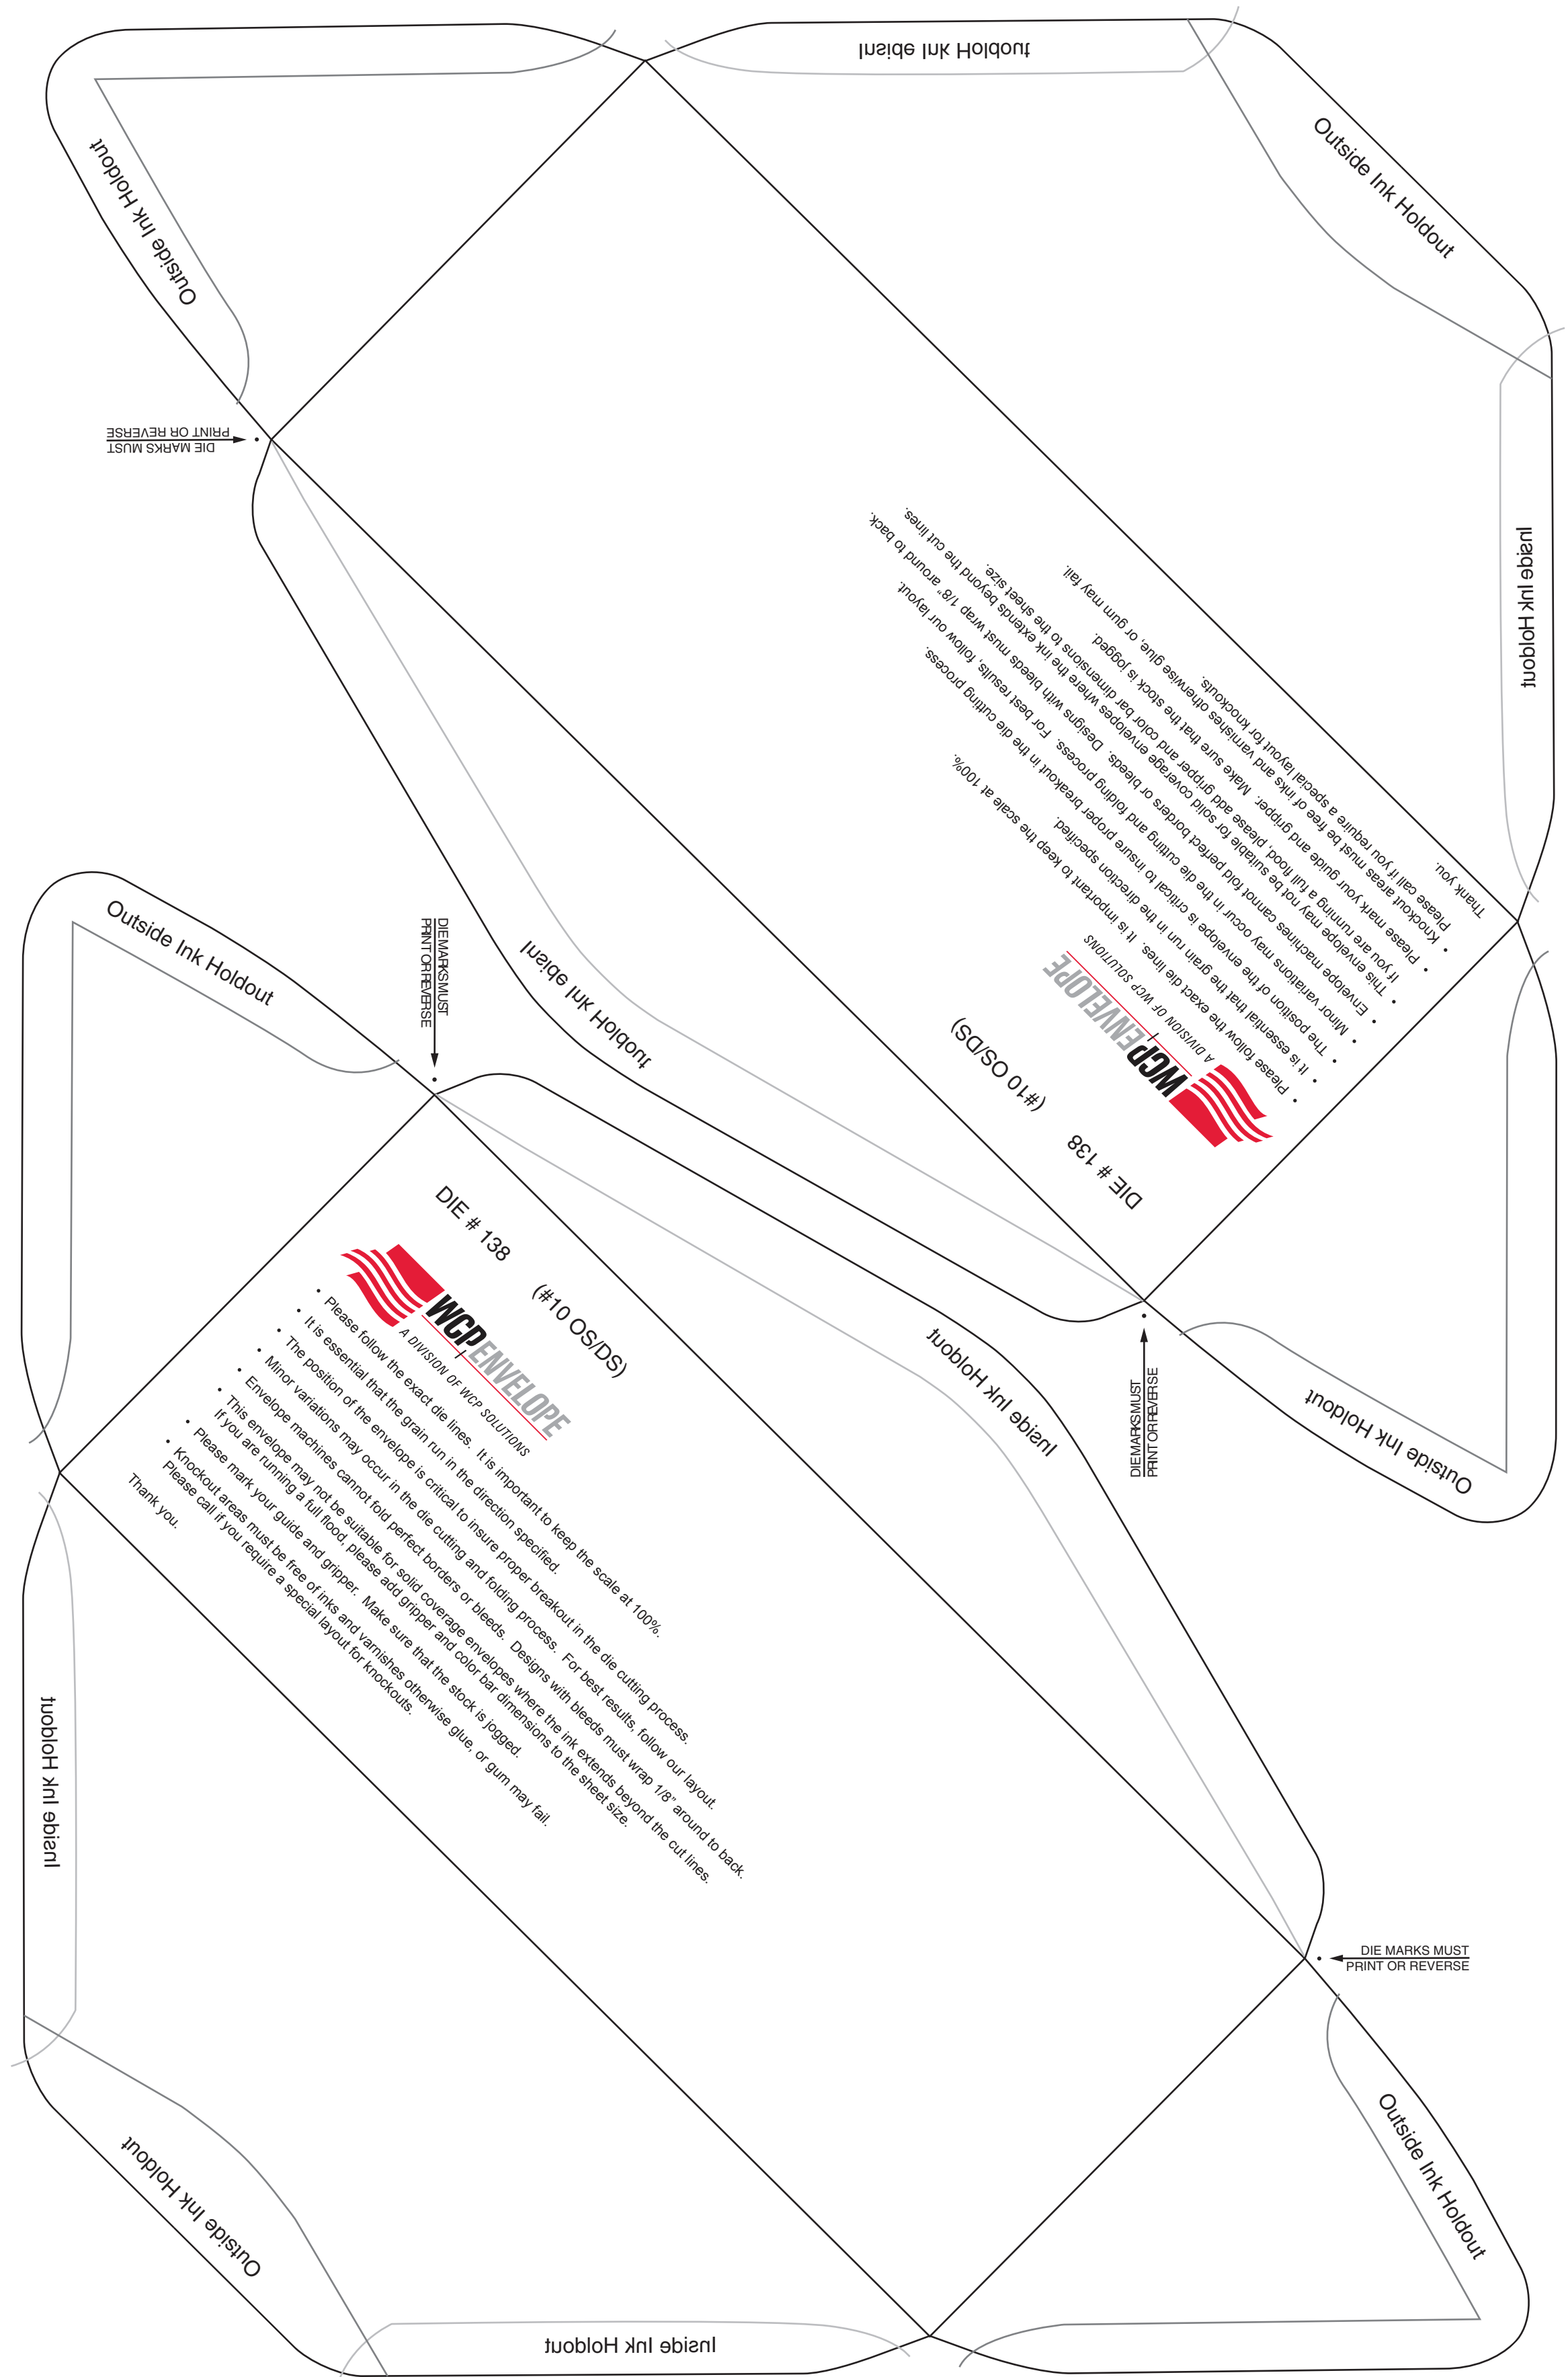 Inside Ink Holdout
Outside Ink Holdout
Outside Ink Holdout
Inside Ink Holdout
DIE MARKS MUST
PRINT OR REVERSE
DIE # 138 (#10 OS/DS)
WCP ENVELOPE
A DIVISION OF WCP SOLUTIONS
• Please follow the exact die lines. It is important to keep the scale at 100%.
• It is essential that the grain run in the direction specified.
• The position of the envelope is critical to insure proper breakout in the die cutting process.
• Minor variations may occur in the die cutting and folding process. For best results, follow our layout.
• Envelope machines cannot fold perfect borders or bleeds. Designs with bleeds must wrap 1/8" around to back.
• This envelope may not be suitable for solid coverage envelopes where the ink extends beyond the cut lines.
If you are running a full flood, please add gripper and color bar dimensions to the sheet size.
• Please mark your guide and gripper. Make sure that the stock is jogged.
• Knockout areas must be free of inks and varnishes otherwise glue, or gum may fail.
Please call if you require a special layout for knockouts.
Thank you.
Inside Ink Holdout
DIE MARKS MUST
PRINT OR REVERSE
Outside Ink Holdout
Outside Ink Holdout
DIE MARKS MUST
PRINT OR REVERSE
DIE # 138 (#10 OS/DS)
WCP ENVELOPE
A DIVISION OF WCP SOLUTIONS
• Please follow the exact die lines. It is important to keep the scale at 100%.
• It is essential that the grain run in the direction specified.
• The position of the envelope is critical to insure proper breakout in the die cutting process.
• Minor variations may occur in the die cutting and folding process. For best results, follow our layout.
• Envelope machines cannot fold perfect borders or bleeds. Designs with bleeds must wrap 1/8" around to back.
• This envelope may not be suitable for solid coverage envelopes where the ink extends beyond the cut lines.
If you are running a full flood, please add gripper and color bar dimensions to the sheet size.
• Please mark your guide and gripper. Make sure that the stock is jogged.
• Knockout areas must be free of inks and varnishes otherwise glue, or gum may fail.
Please call if you require a special layout for knockouts.
Thank you.
Inside Ink Holdout
Inside Ink Holdout
DIE MARKS MUST
PRINT OR REVERSE
Outside Ink Holdout
Outside Ink Holdout
Inside Ink Holdout